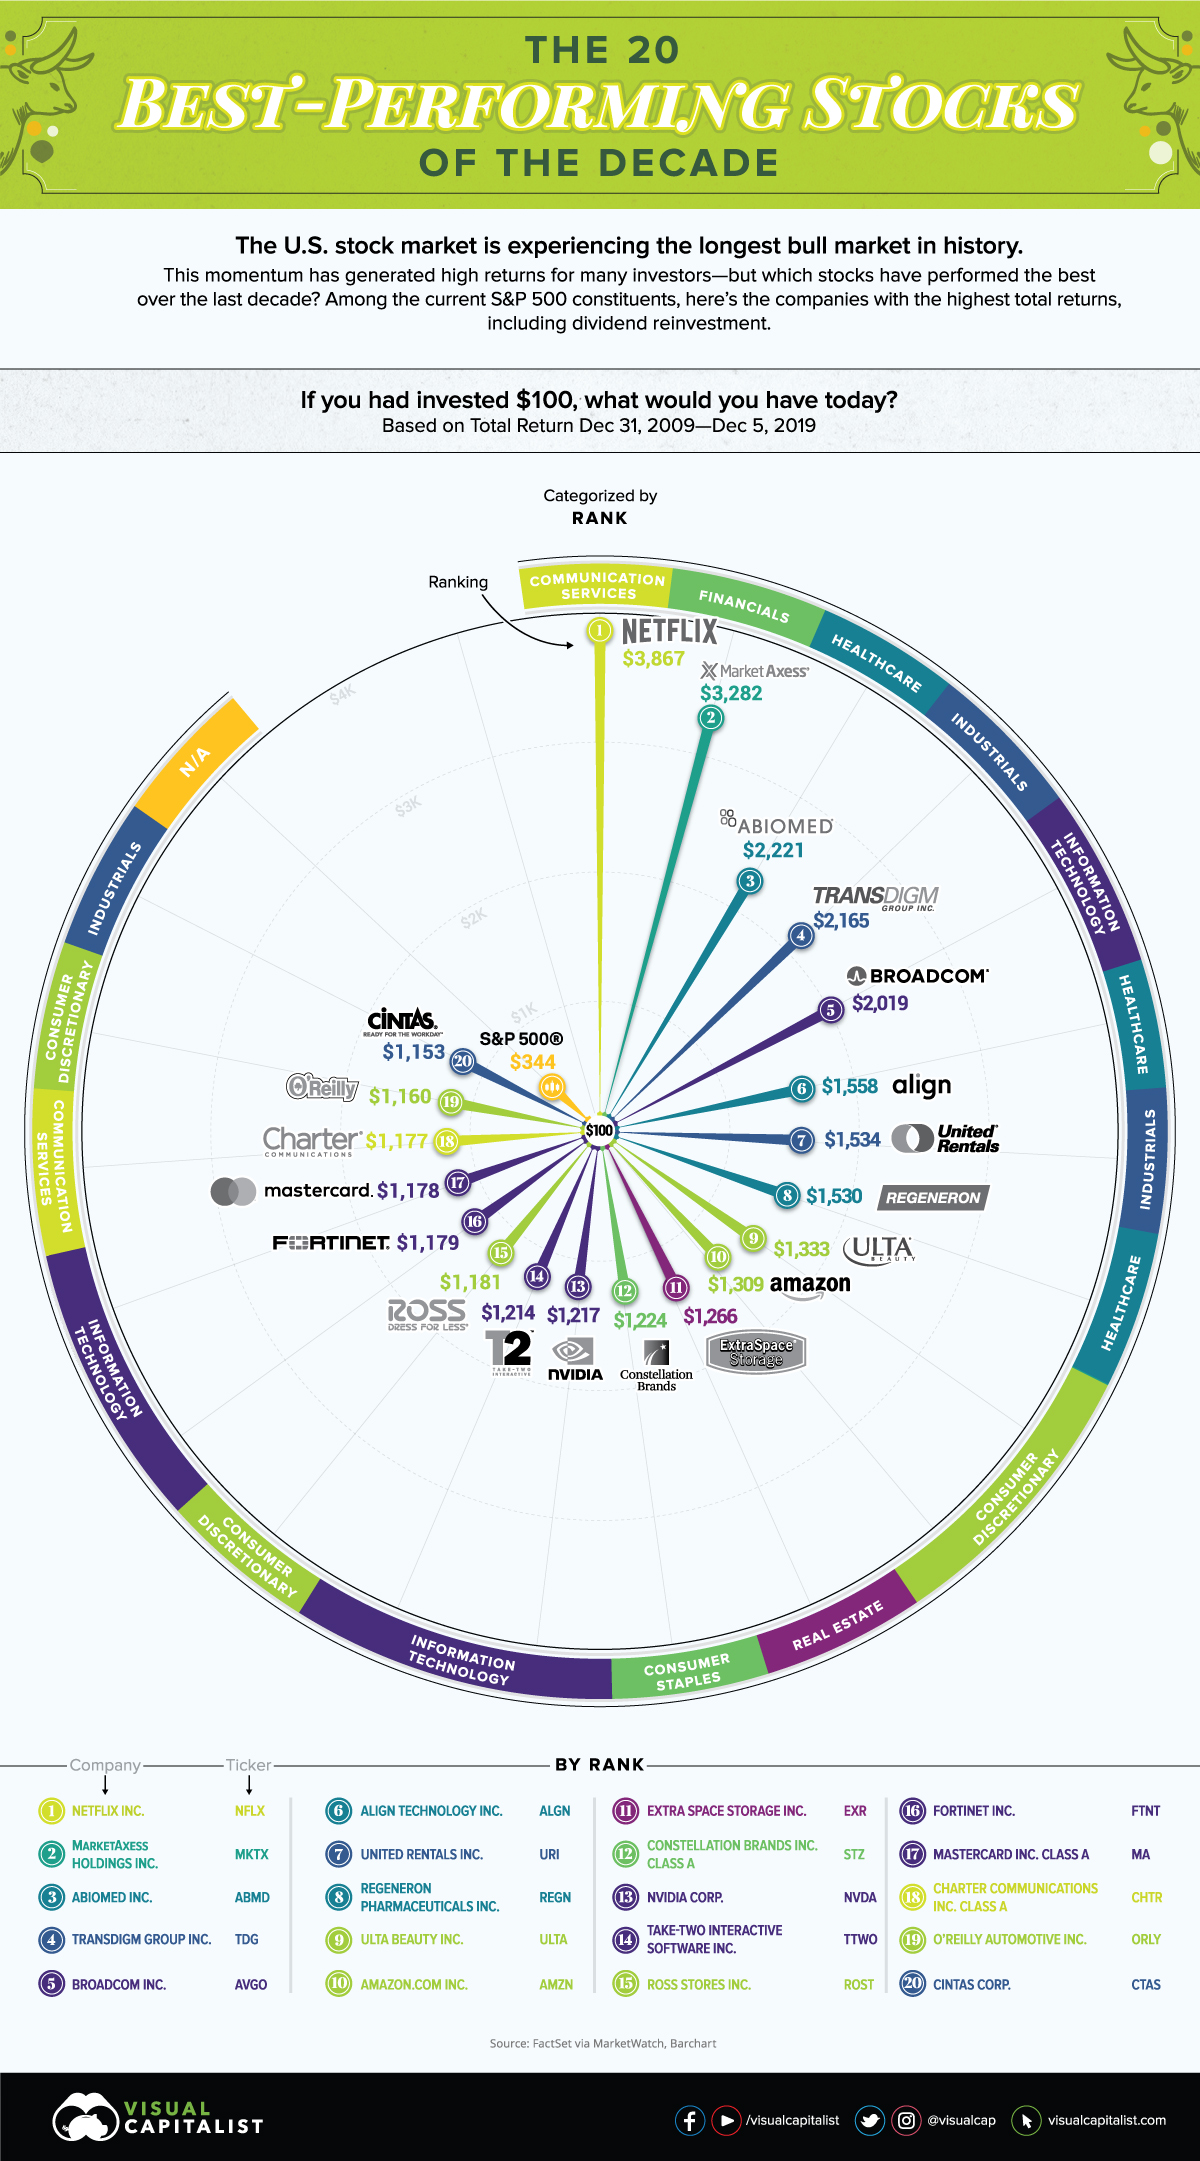 THE 20
BEST-PERFORMING STOCKS
OF THE DECADE
The U.S. stock market is experiencing the longest bull market in history.
This momentum has generated high returns for many investors—but which stocks have performed the best
over the last decade? Among the current S&P 500 constituents, here's the companies with the highest total returns,
including dividend reinvestment.
If you had invested $100, what would you have today?
Based on Total Return Dec 31, 2009—Dec 5, 2019
Categorized by
RANK
Ranking
COMMUNICATION
SERVICES
FINANCIALS
HEALTHCARE
INDUSTRIALS
INFORMATION
TECHNOLOGY
HEALTHCARE
INDUSTRIALS
HEALTHCARE
CONSUMER
DISCRETIONARY
REAL ESTATE
CONSUMER
STAPLES
INFORMATION
TECHNOLOGY
CONSUMER
DISCRETIONARY
INFORMATION
TECHNOLOGY
COMMUNICATION
SERVICES
CONSUMER
DISCRETIONARY
INDUSTRIALS
N/A
$4K
$3K
$2K
$1K
$100
1
NETFLIX
$3,867
MarketAxess
$3,282
2
ABIOMED
$2,221
3
TRANSDIGM
GROUP INC.
$2,165
4
BROADCOM
$2,019
5
6
$1,558
align
7
$1,534
United
Rentals
8
$1,530
REGENERON
9
$1,333
ULTA
BEAUTY
10
$1,309
amazon
11
$1,266
ExtraSpace
Storage
12
$1,224
Constellation
Brands
13
$1,217
NVIDIA
14
$1,214
T2
TAKE-TWO
INTERACTIVE
15
$1,181
ROSS
DRESS FOR LESS
16
FORTINET
$1,179
17
mastercard.
$1,178
18
Charter
COMMUNICATIONS
$1,177
19
O'Reilly
$1,160
20
CINTAS.
READY FOR THE WORKDAY
$1,153
S&P 500®
$344
Company
Ticker
BY RANK
1 NETFLIX INC. NFLX
2 MARKETAXESS
HOLDINGS INC. MKTX
3 ABIOMED INC. ABMD
4 TRANSDIGM GROUP INC. TDG
5 BROADCOM INC. AVGO
6 ALIGN TECHNOLOGY INC. ALGN
7 UNITED RENTALS INC. URI
8 REGENERON
PHARMACEUTICALS INC. REGN
9 ULTA BEAUTY INC. ULTA
10 AMAZON.COM INC. AMZN
11 EXTRA SPACE STORAGE INC. EXR
12 CONSTELLATION BRANDS INC.
CLASS A STZ
13 NVIDIA CORP. NVDA
14 TAKE-TWO INTERACTIVE
SOFTWARE INC. TTWO
15 ROSS STORES INC. ROST
16 FORTINET INC. FTNT
17 MASTERCARD INC. CLASS A MA
18 CHARTER COMMUNICATIONS
INC. CLASS A CHTR
19 O'REILLY AUTOMOTIVE INC. ORLY
20 CINTAS CORP. CTAS
Source: FactSet via MarketWatch, Barchart
VISUAL
CAPITALIST
/visualcapitalist
@visualcap
visualcapitalist.com